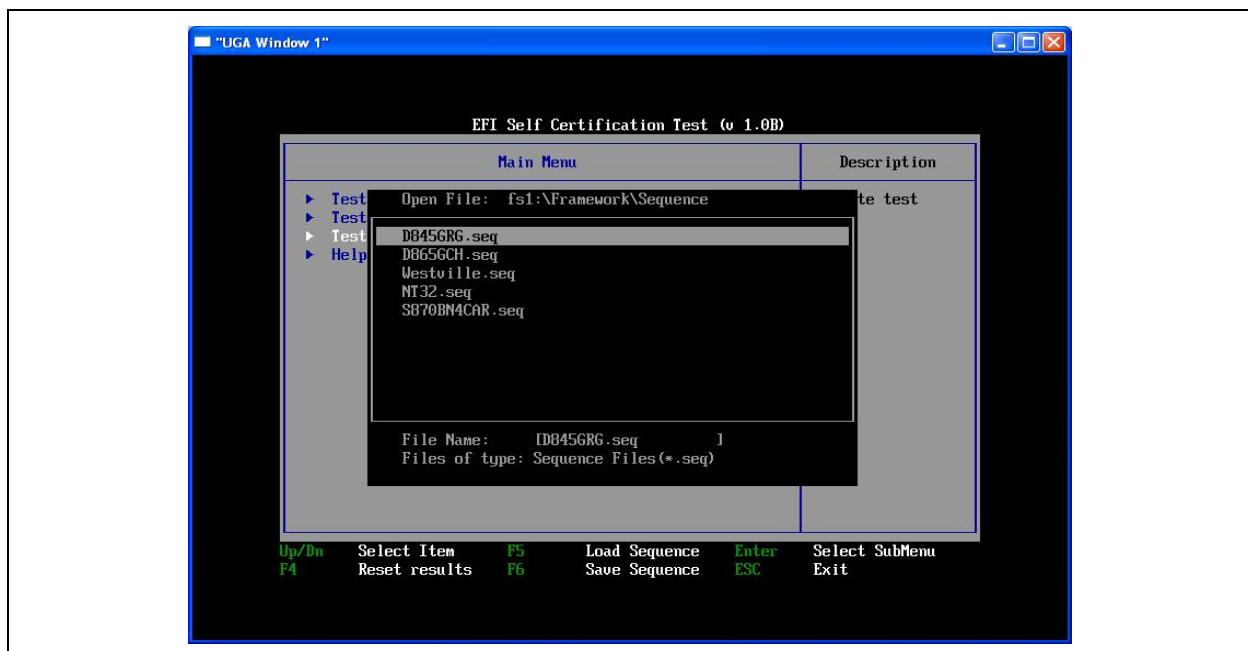 "UGA Window 1"
EFI Self Certification Test (v 1.0B)
Main Menu
Description
Test
Test
Test
Help
te test
Open File: fs1:\Framework\Sequence
D845GRG.seq
D865GCH.seq
Westville.seq
NT32.seq
S870BN4CAR.seq
File Name: [D845GRG.seq ]
Files of type: Sequence Files(*.seq)
Up/Dn Select Item F5 Load Sequence Enter Select SubMenu
F4 Reset results F6 Save Sequence ESC Exit